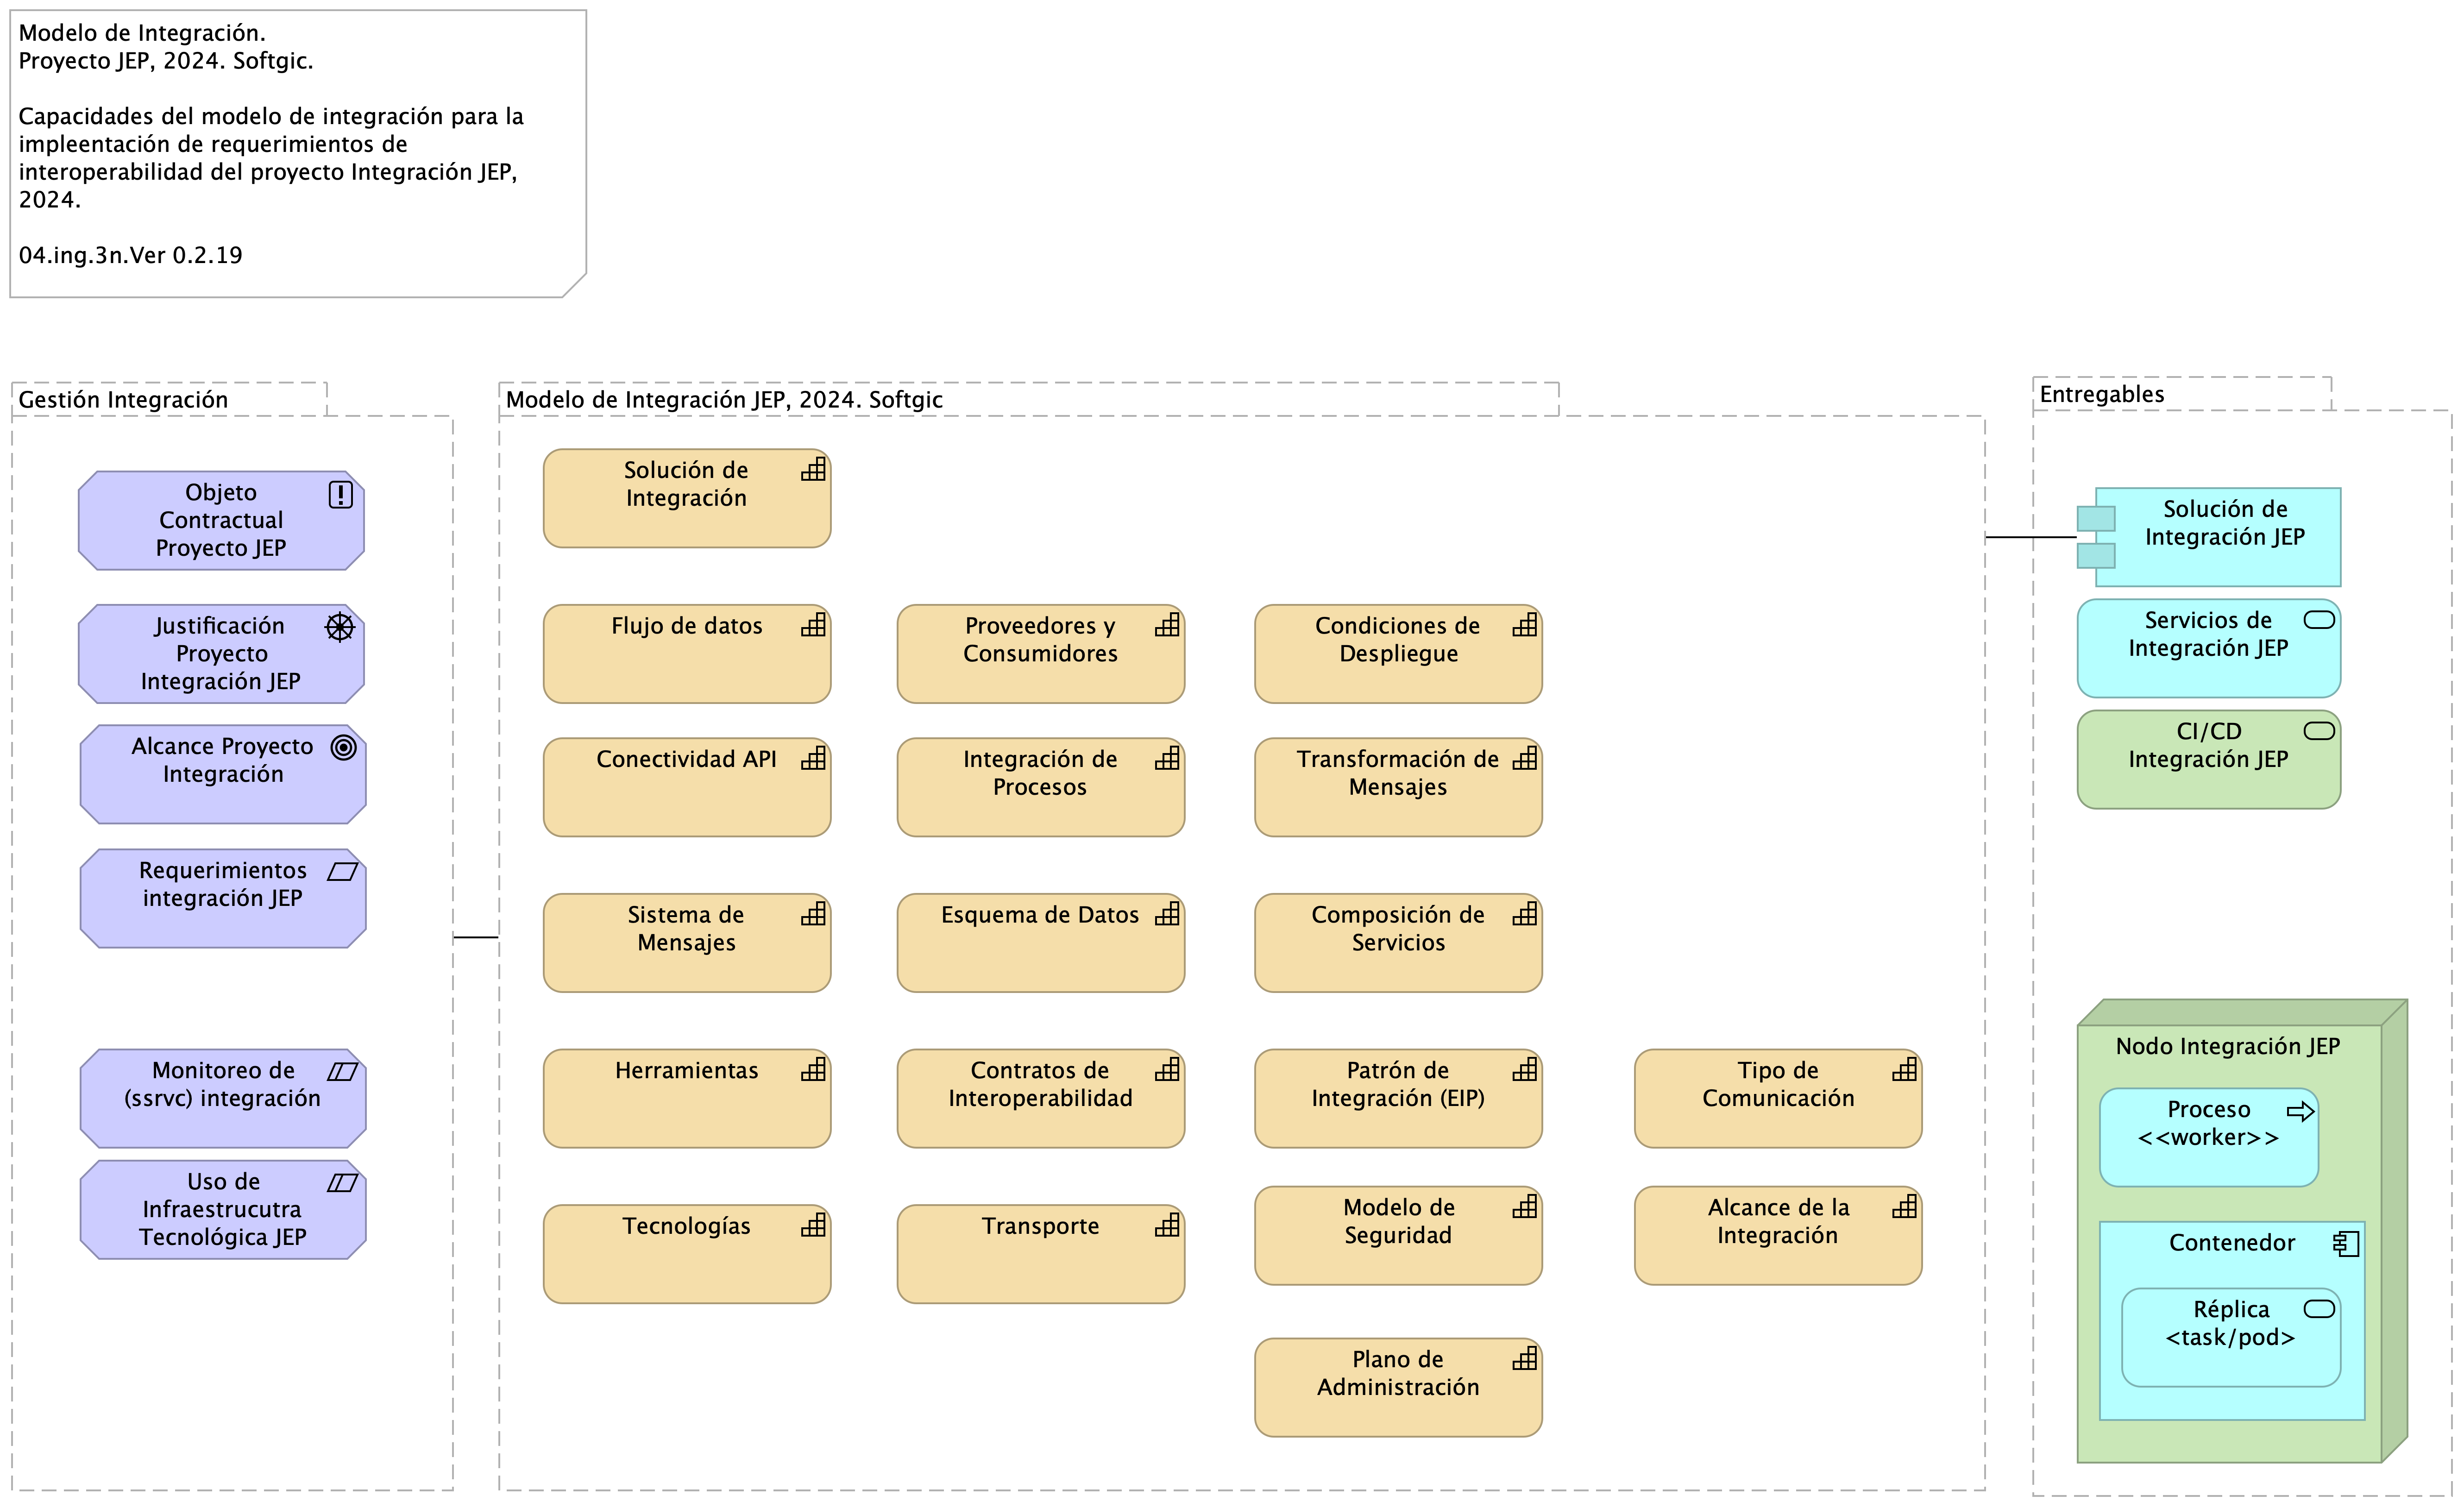 Modelo de Integración.
Proyecto JEP, 2024. Softgic.
Capacidades del modelo de integración para la
impleentación de requerimientos de
interoperabilidad del proyecto Integración JEP,
2024.
04.ing.3n.Ver 0.2.19
Gestión Integración
Objeto
Contractual
Proyecto JEP
Justificación
Proyecto
Integración JEP
Alcance Proyecto
Integración
Requerimientos
integración JEP
Monitoreo de
(ssrvc) integración
Uso de
Infraestrucutra
Tecnológica JEP
Modelo de Integración JEP, 2024. Softgic
Solución de
Integración
Flujo de datos
Proveedores y
Consumidores
Condiciones de
Despliegue
Conectividad API
Integración de
Procesos
Transformación de
Mensajes
Sistema de
Mensajes
Esquema de Datos
Composición de
Servicios
Herramientas
Contratos de
Interoperabilidad
Patrón de
Integración (EIP)
Tipo de
Comunicación
Tecnologías
Transporte
Modelo de
Seguridad
Alcance de la
Integración
Plano de
Administración
Entregables
Solución de
Integración JEP
Servicios de
Integración JEP
CI/CD
Integración JEP
Nodo Integración JEP
Proceso
<<worker>>
Contenedor
Réplica
<task/pod>